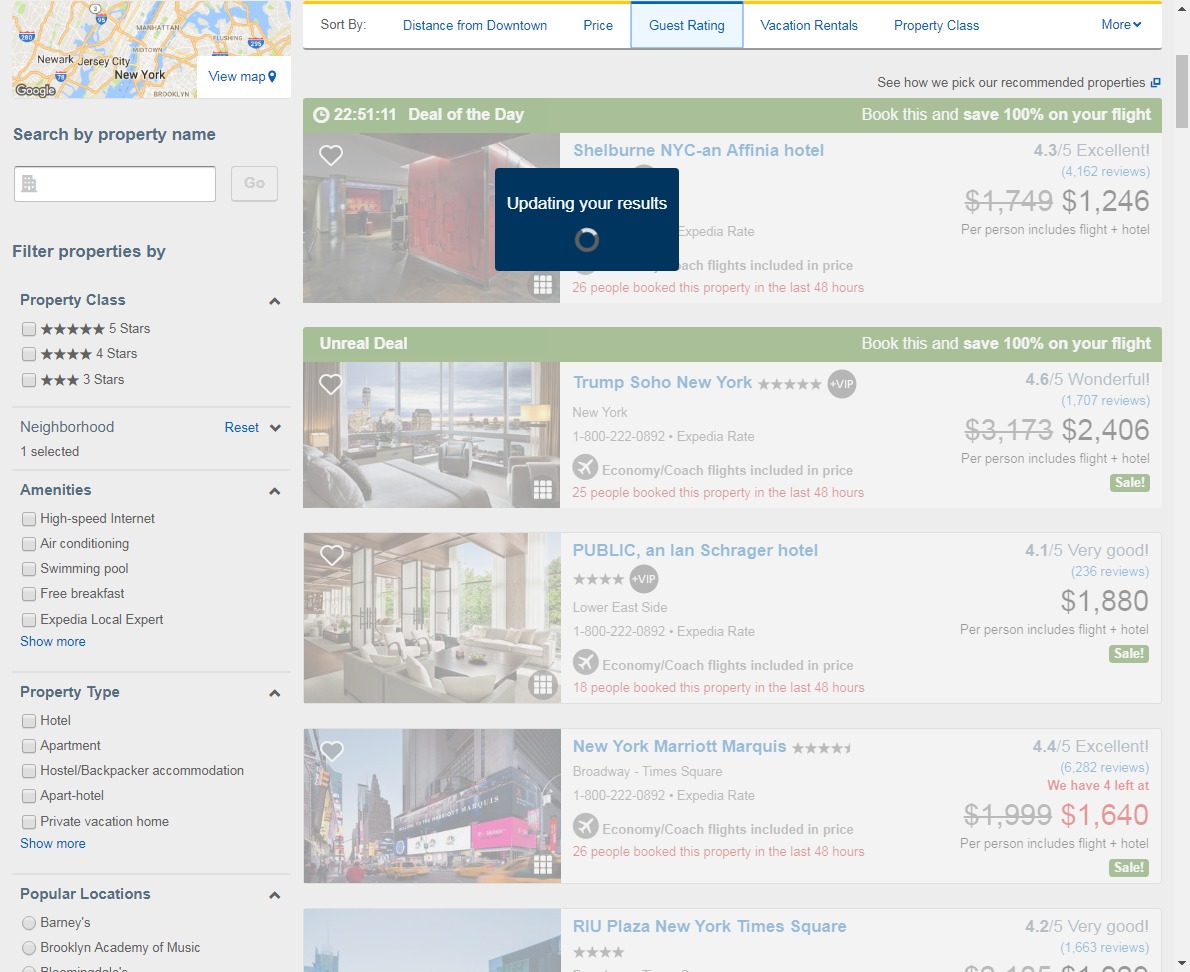 MANHATTAN
FLUSHING
MIDTOWN
Newark
Jersey City
New York
BROOKLYN
3
95
280
295
78
Google
View map
Sort By:
Distance from Downtown
Price
Guest Rating
Vacation Rentals
Property Class
More
See how we pick our recommended properties
Search by property name
Go
Filter properties by
Property Class
5 Stars
4 Stars
3 Stars
Neighborhood
Reset
1 selected
Amenities
High-speed Internet
Air conditioning
Swimming pool
Free breakfast
Expedia Local Expert
Show more
Property Type
Hotel
Apartment
Hostel/Backpacker accommodation
Apart-hotel
Private vacation home
Show more
Popular Locations
Barney's
Brooklyn Academy of Music
Bloomingdale's
22:51:11 Deal of the Day
Book this and save 100% on your flight
Shelburne NYC-an Affinia hotel
4.3/5 Excellent!
(4,162 reviews)
Updating your results
$1,749 $1,246
Expedia Rate
Per person includes flight + hotel
ach flights included in price
26 people booked this property in the last 48 hours
Unreal Deal
Book this and save 100% on your flight
Trump Soho New York
+VIP
4.6/5 Wonderful!
(1,707 reviews)
New York
1-800-222-0892 • Expedia Rate
$3,173 $2,406
Per person includes flight + hotel
Economy/Coach flights included in price
Sale!
25 people booked this property in the last 48 hours
PUBLIC, an Ian Schrager hotel
4.1/5 Very good!
(236 reviews)
+VIP
Lower East Side
$1,880
1-800-222-0892 • Expedia Rate
Per person includes flight + hotel
Sale!
Economy/Coach flights included in price
18 people booked this property in the last 48 hours
New York Marriott Marquis
4.4/5 Excellent!
Broadway - Times Square
(6,282 reviews)
We have 4 left at
1-800-222-0892 • Expedia Rate
$1,999 $1,640
Economy/Coach flights included in price
Per person includes flight + hotel
26 people booked this property in the last 48 hours
Sale!
RIU Plaza New York Times Square
4.2/5 Very good!
(1,663 reviews)
Broadway - Times Square